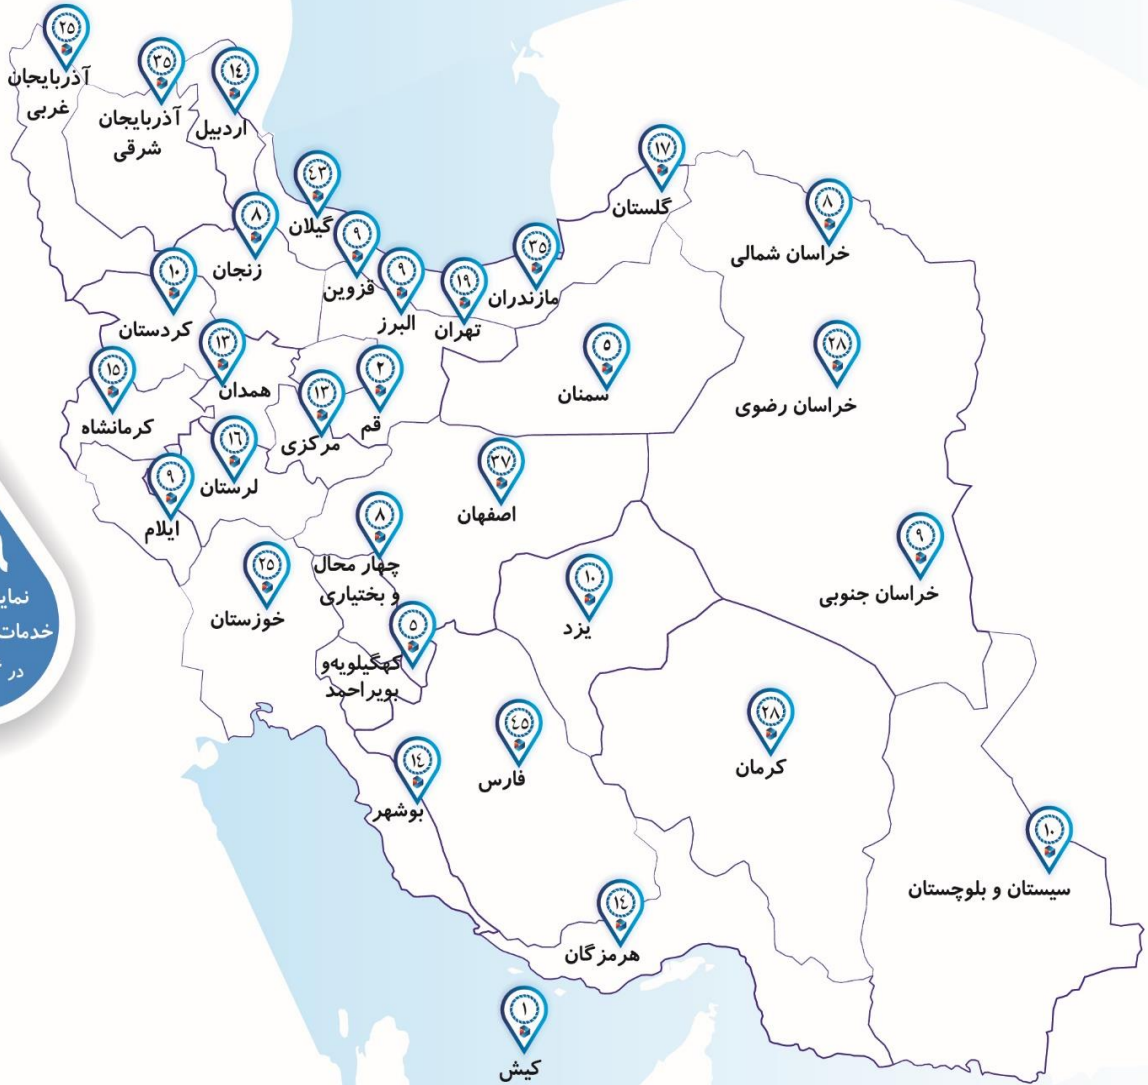 ۲۵
آذربایجان
غربی
۳۵
آذربایجان
شرقی
۱۴
اردبیل
۴۳
گیلان
۸
زنجان
۹
قزوین
۹
البرز
۱۹
تهران
۳۵
مازندران
۱۷
گلستان
۸
خراسان شمالی
۱۰
کردستان
۱۳
همدان
۱۵
کرمانشاه
۱۳
مرکزی
۲
قم
۵
سمنان
۲۸
خراسان رضوی
۱۶
لرستان
۹
ایلام
۳۷
اصفهان
۸
چهار محال
و بختیاری
۹
خراسان جنوبی
۲۵
خوزستان
۱۰
یزد
۵
کهگیلویه و
بویراحمد
خدمات
در
۴۵
فارس
۲۸
کرمان
۱۴
بوشهر
۱۰
سیستان و بلوچستان
۱۴
هرمزگان
۱
کیش